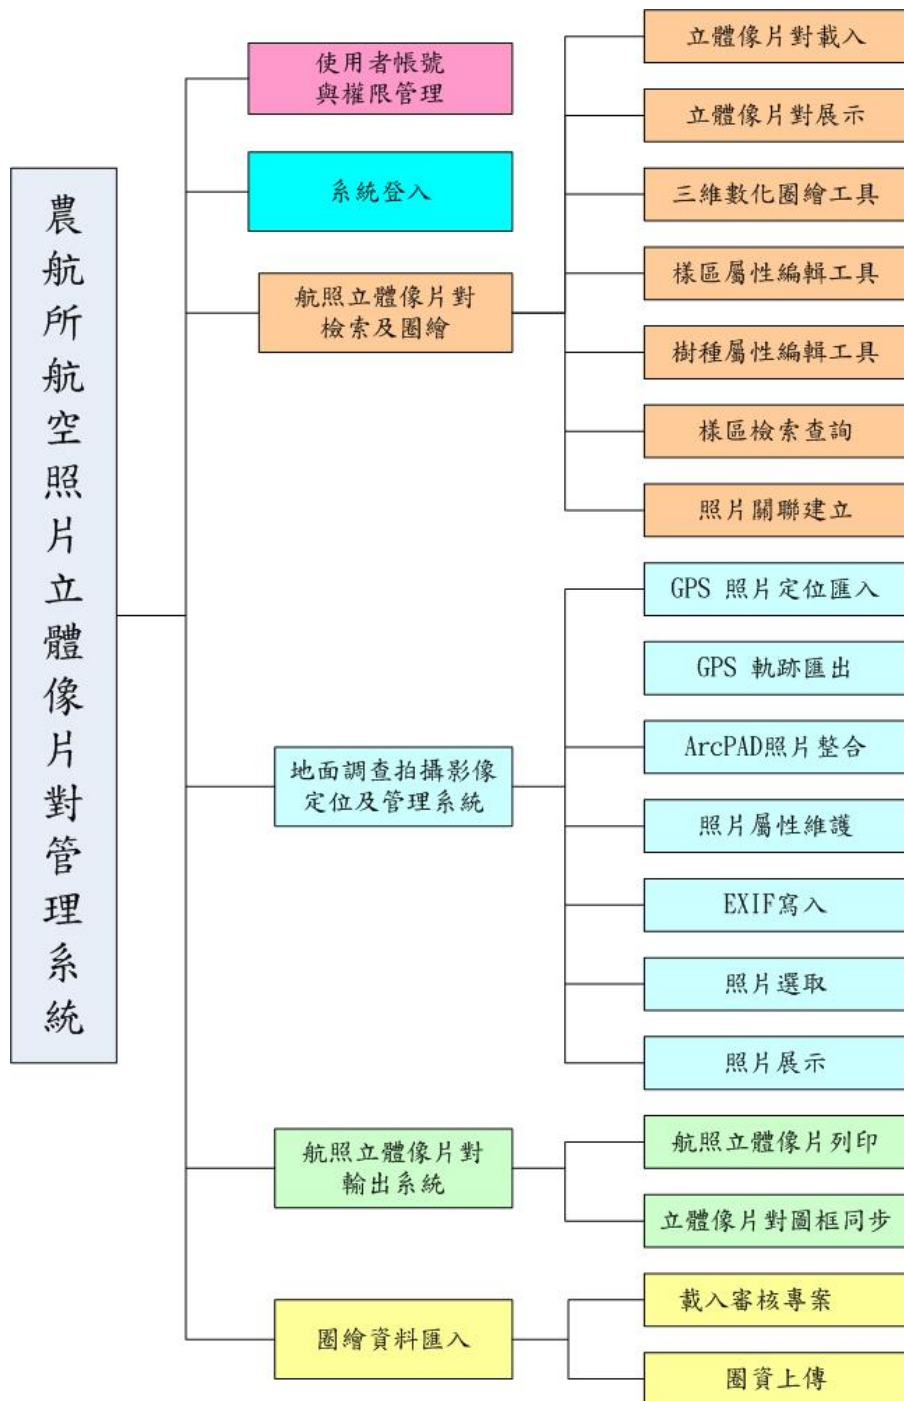 農航所航空照片立體像片對管理系統
使用者帳號
與權限管理
系統登入
航照立體像片對
檢索及圈繪
立體像片對載入
立體像片對展示
三維數化圈繪工具
樣區屬性編輯工具
樹種屬性編輯工具
樣區檢索查詢
照片關聯建立
地面調查拍攝影像
定位及管理系統
GPS 照片定位匯入
GPS 軌跡匯出
ArcPAD照片整合
照片屬性維護
EXIF寫入
照片選取
照片展示
航照立體像片對
輸出系統
航照立體像片列印
立體像片對圖框同步
圈繪資料匯入
載入審核專案
圈資上傳